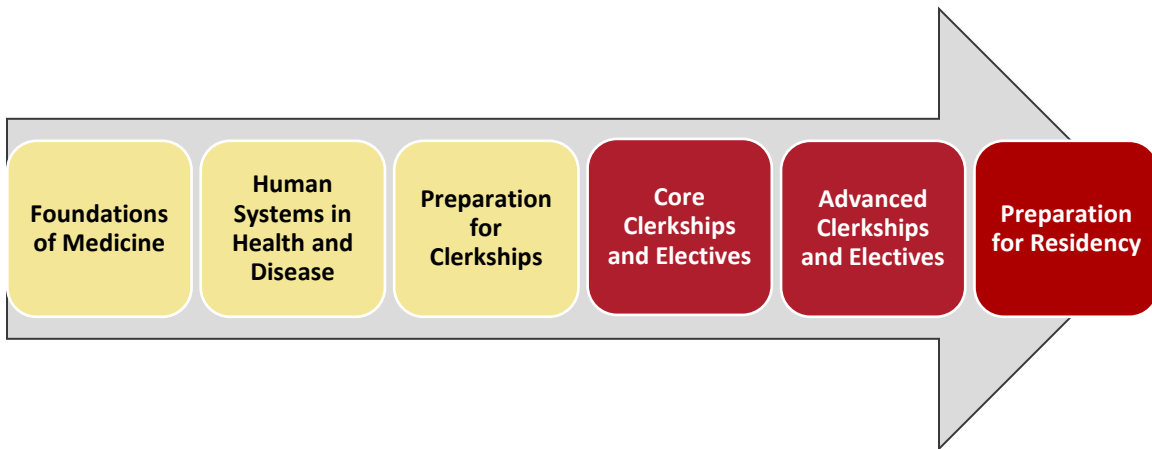 Foundations
of Medicine
Human
Systems in
Health and
Disease
Preparation
for
Clerkships
Core
Clerkships
and Electives
Advanced
Clerkships
and Electives
Preparation
for Residency